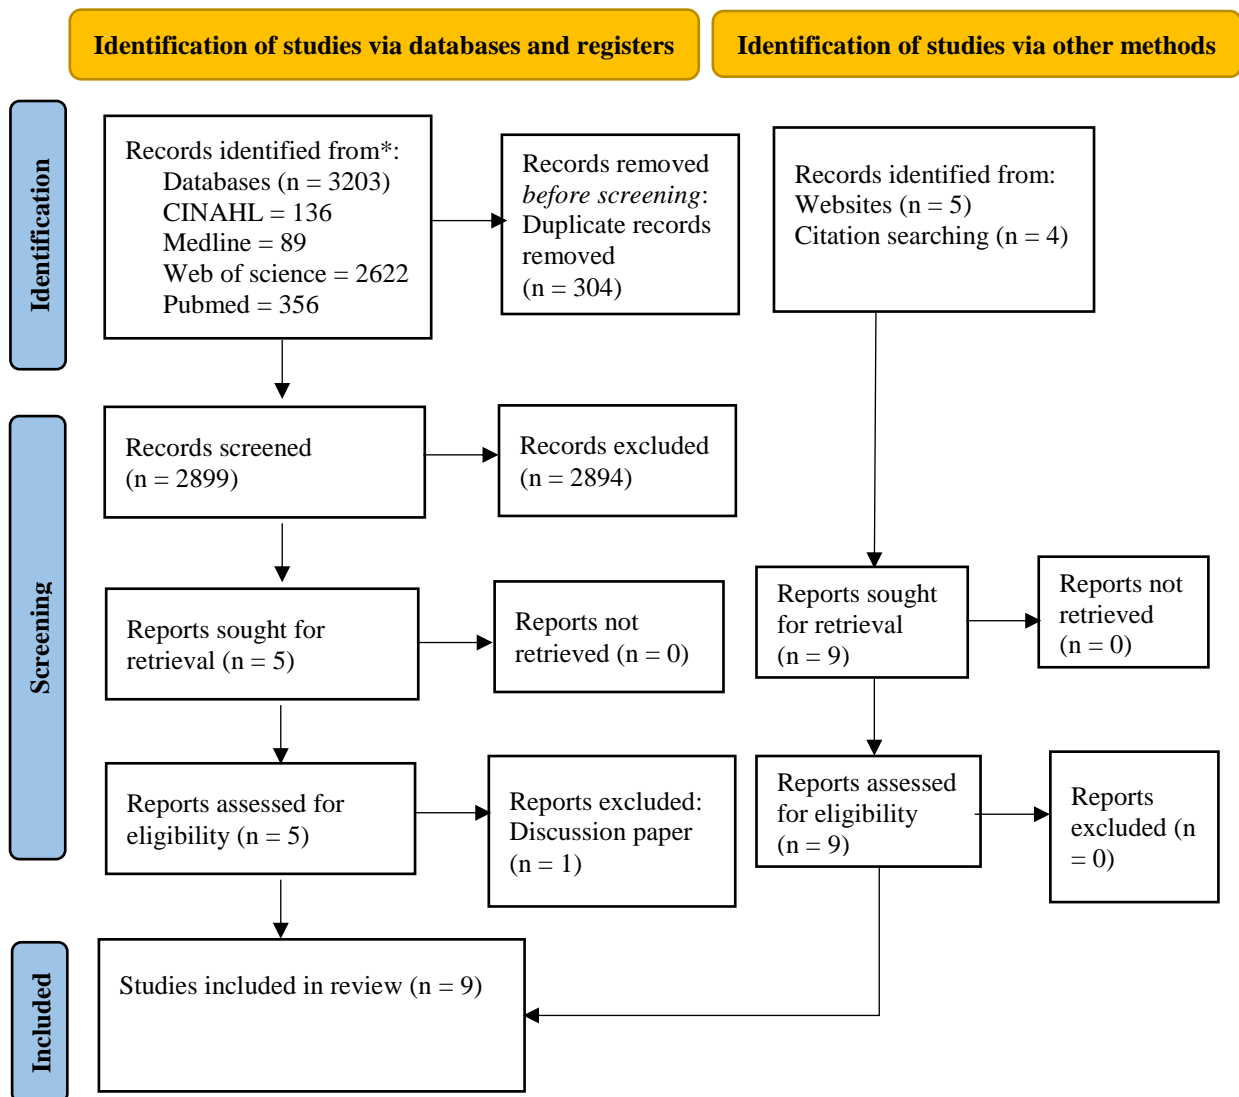 Identification of studies via databases and registers
Identification of studies via other methods
Identification
Records identified from*:
Databases (n = 3203)
CINAHL = 136
Medline = 89
Web of science = 2622
Pubmed = 356
Records removed
before screening:
Duplicate records
removed
(n = 304)
Records identified from:
Websites (n = 5)
Citation searching (n = 4)
Screening
Records screened
(n = 2899)
Records excluded
(n = 2894)
Reports sought for
retrieval (n = 5)
Reports not
retrieved (n = 0)
Reports sought
for retrieval
(n = 9)
Reports not
retrieved
(n = 0)
Reports assessed for
eligibility (n = 5)
Reports excluded:
Discussion paper
(n = 1)
Reports assessed
for eligibility
(n = 9)
Reports
excluded (n
= 0)
Included
Studies included in review (n = 9)